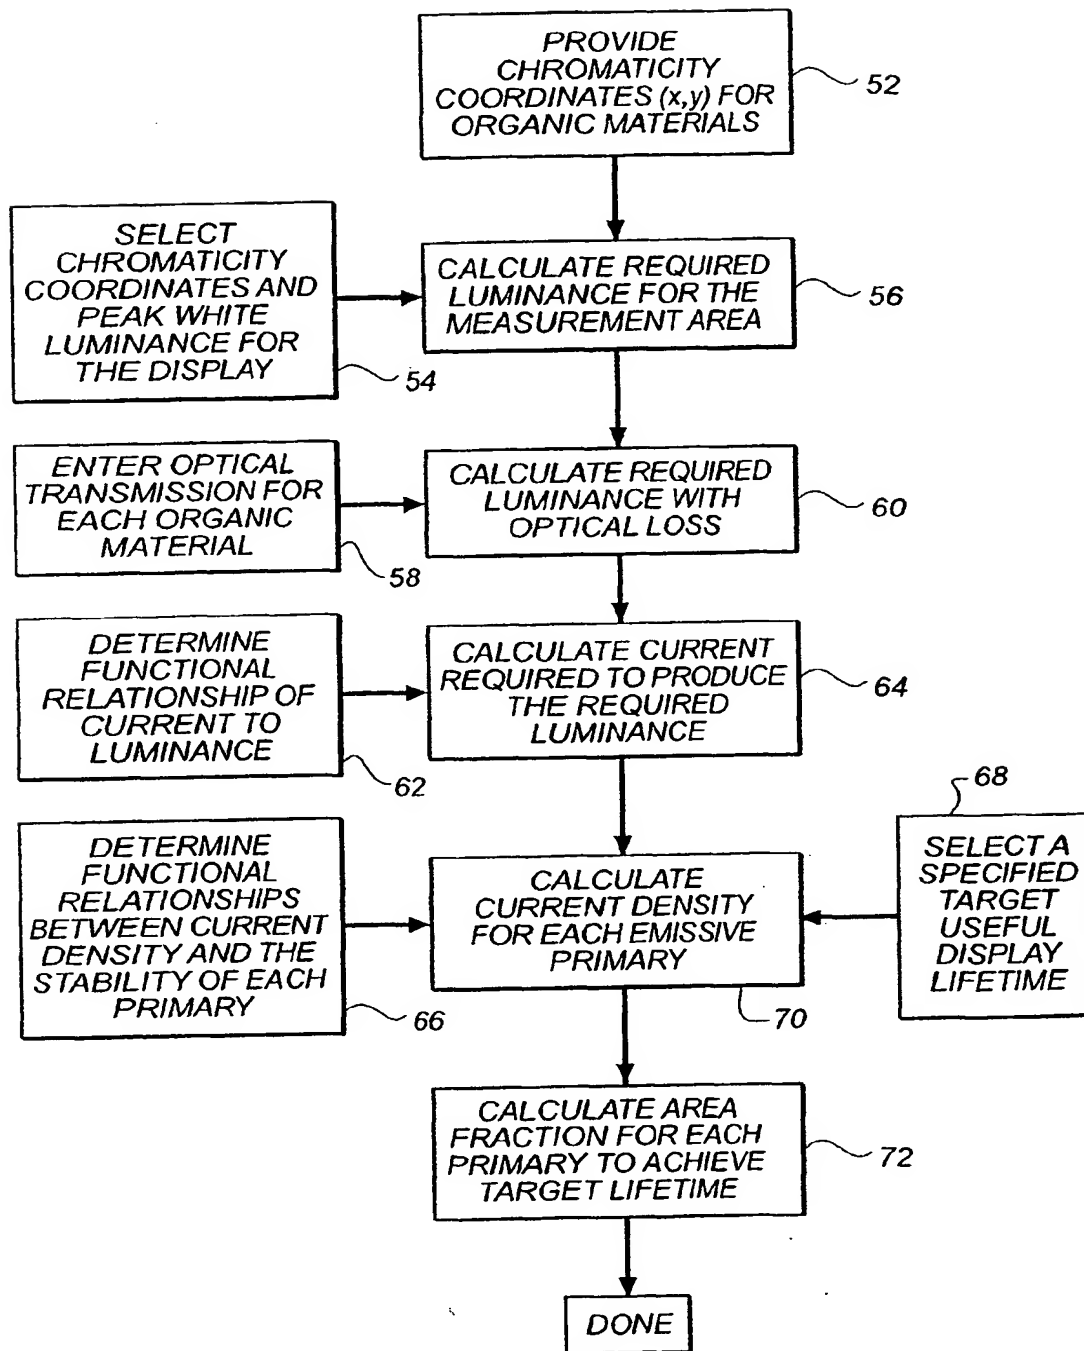 PROVIDE
CHROMATICITY
COORDINATES (x,y) FOR
ORGANIC MATERIALS
52
SELECT
CHROMATICITY
COORDINATES AND
PEAK WHITE
LUMINANCE FOR
THE DISPLAY
54
CALCULATE REQUIRED
LUMINANCE FOR THE
MEASUREMENT AREA
56
ENTER OPTICAL
TRANSMISSION FOR
EACH ORGANIC
MATERIAL
58
CALCULATE REQUIRED
LUMINANCE WITH
OPTICAL LOSS
60
DETERMINE
FUNCTIONAL
RELATIONSHIP OF
CURRENT TO
LUMINANCE
62
CALCULATE CURRENT
REQUIRED TO PRODUCE
THE REQUIRED
LUMINANCE
64
DETERMINE
FUNCTIONAL
RELATIONSHIPS
BETWEEN CURRENT
DENSITY AND THE
STABILITY OF EACH
PRIMARY
66
CALCULATE
CURRENT DENSITY
FOR EACH EMISSIVE
PRIMARY
70
68
SELECT A
SPECIFIED
TARGET
USEFUL
DISPLAY
LIFETIME
CALCULATE AREA
FRACTION FOR EACH
PRIMARY TO ACHIEVE
TARGET LIFETIME
72
DONE